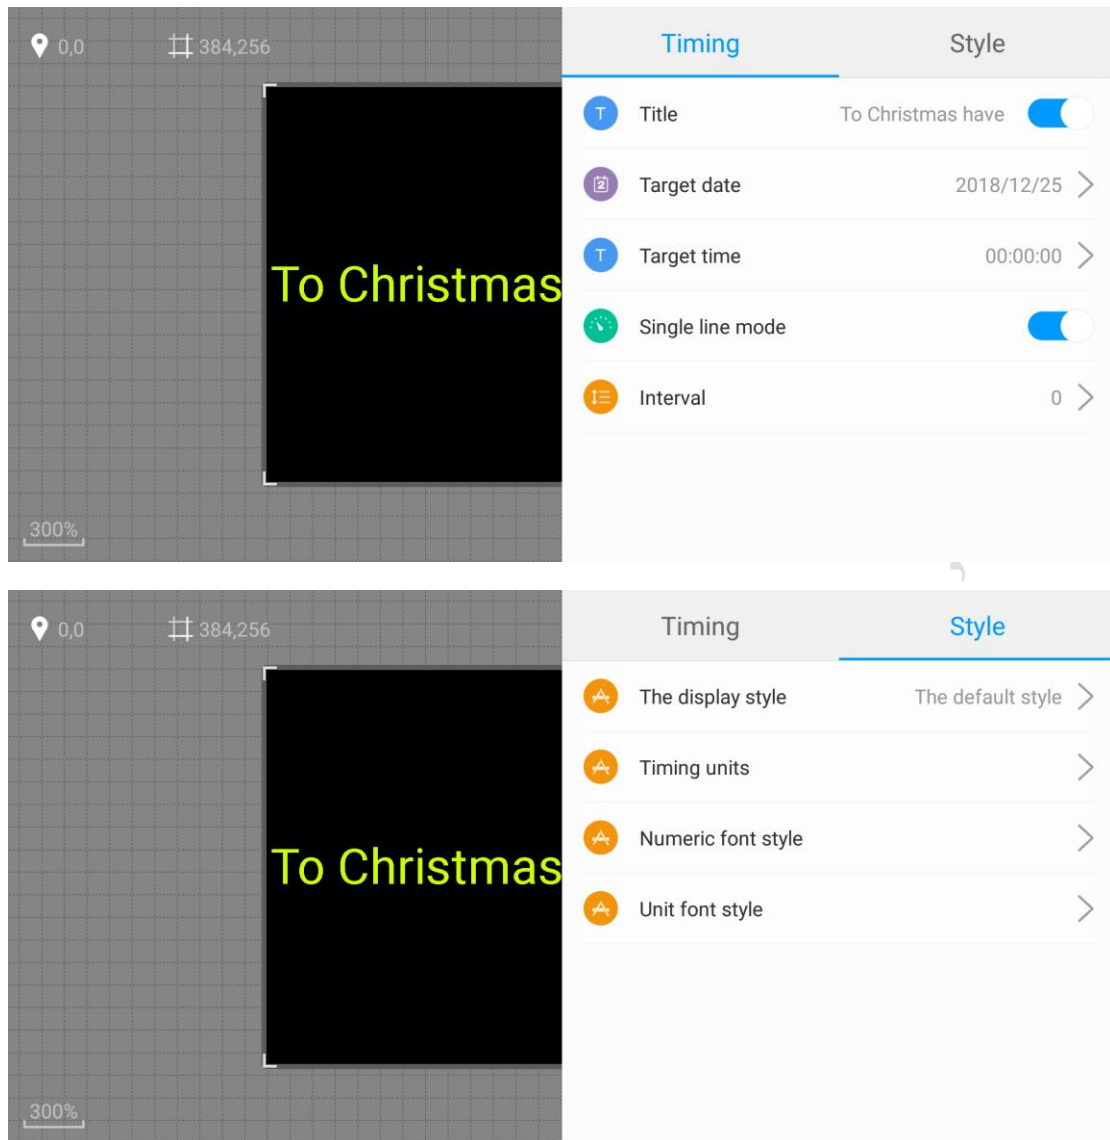 0,0 384,256 Timing Style
Title To Christmas have
Target date 2018/12/25
To Christmas
Target time 00:00:00
Single line mode
Interval 0
300%
0,0 384,256 Timing Style
The display style The default style
Timing units
To Christmas
Numeric font style
Unit font style
300%